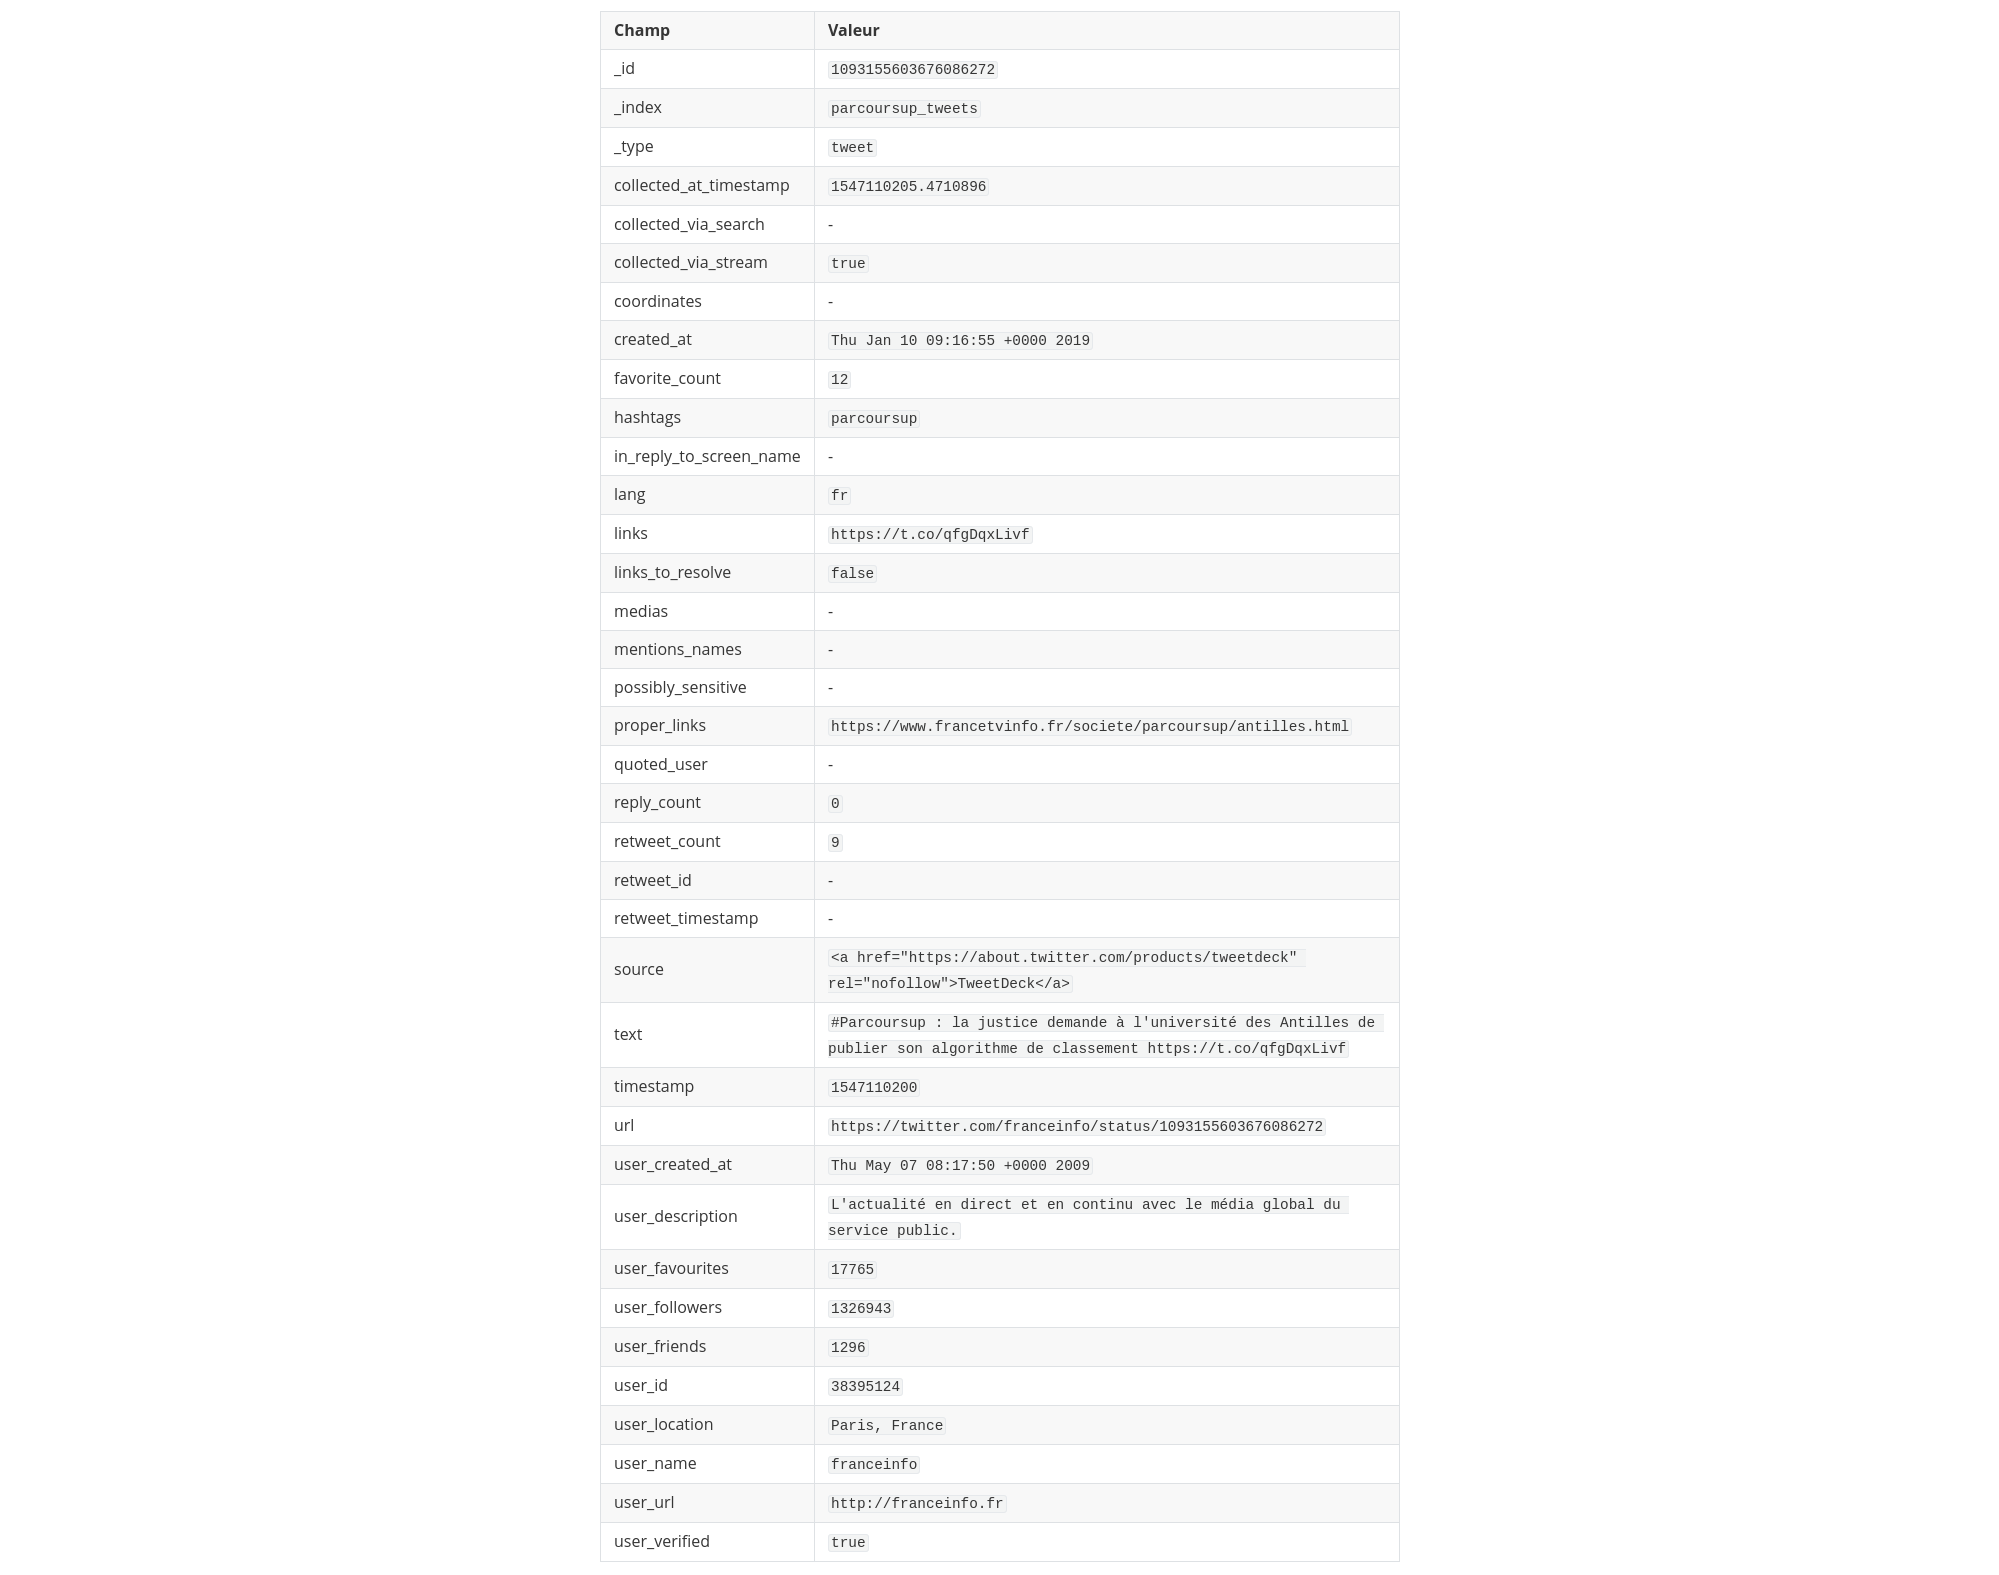 Champ Valeur
_id 1093155603676086272
_index parcoursup_tweets
_type tweet
collected_at_timestamp 1547110205.4710896
collected_via_search -
collected_via_stream true
coordinates -
created_at Thu Jan 10 09:16:55 +0000 2019
favorite_count 12
hashtags parcoursup
in_reply_to_screen_name -
lang fr
links https://t.co/qfgDqxLivf
links_to_resolve false
medias -
mentions_names -
possibly_sensitive -
proper_links https://www.francetvinfo.fr/societe/parcoursup/antilles.html
quoted_user -
reply_count 0
retweet_count 9
retweet_id -
retweet_timestamp -
source <a href="https://about.twitter.com/products/tweetdeck"
rel="nofollow">TweetDeck</a>
text #Parcoursup : la justice demande à l'université des Antilles de
publier son algorithme de classement https://t.co/qfgDqxLivf
timestamp 1547110200
url https://twitter.com/franceinfo/status/1093155603676086272
user_created_at Thu May 07 08:17:50 +0000 2009
user_description L'actualité en direct et en continu avec le média global du
service public.
user_favourites 17765
user_followers 1326943
user_friends 1296
user_id 38395124
user_location Paris, France
user_name franceinfo
user_url http://franceinfo.fr
user_verified true